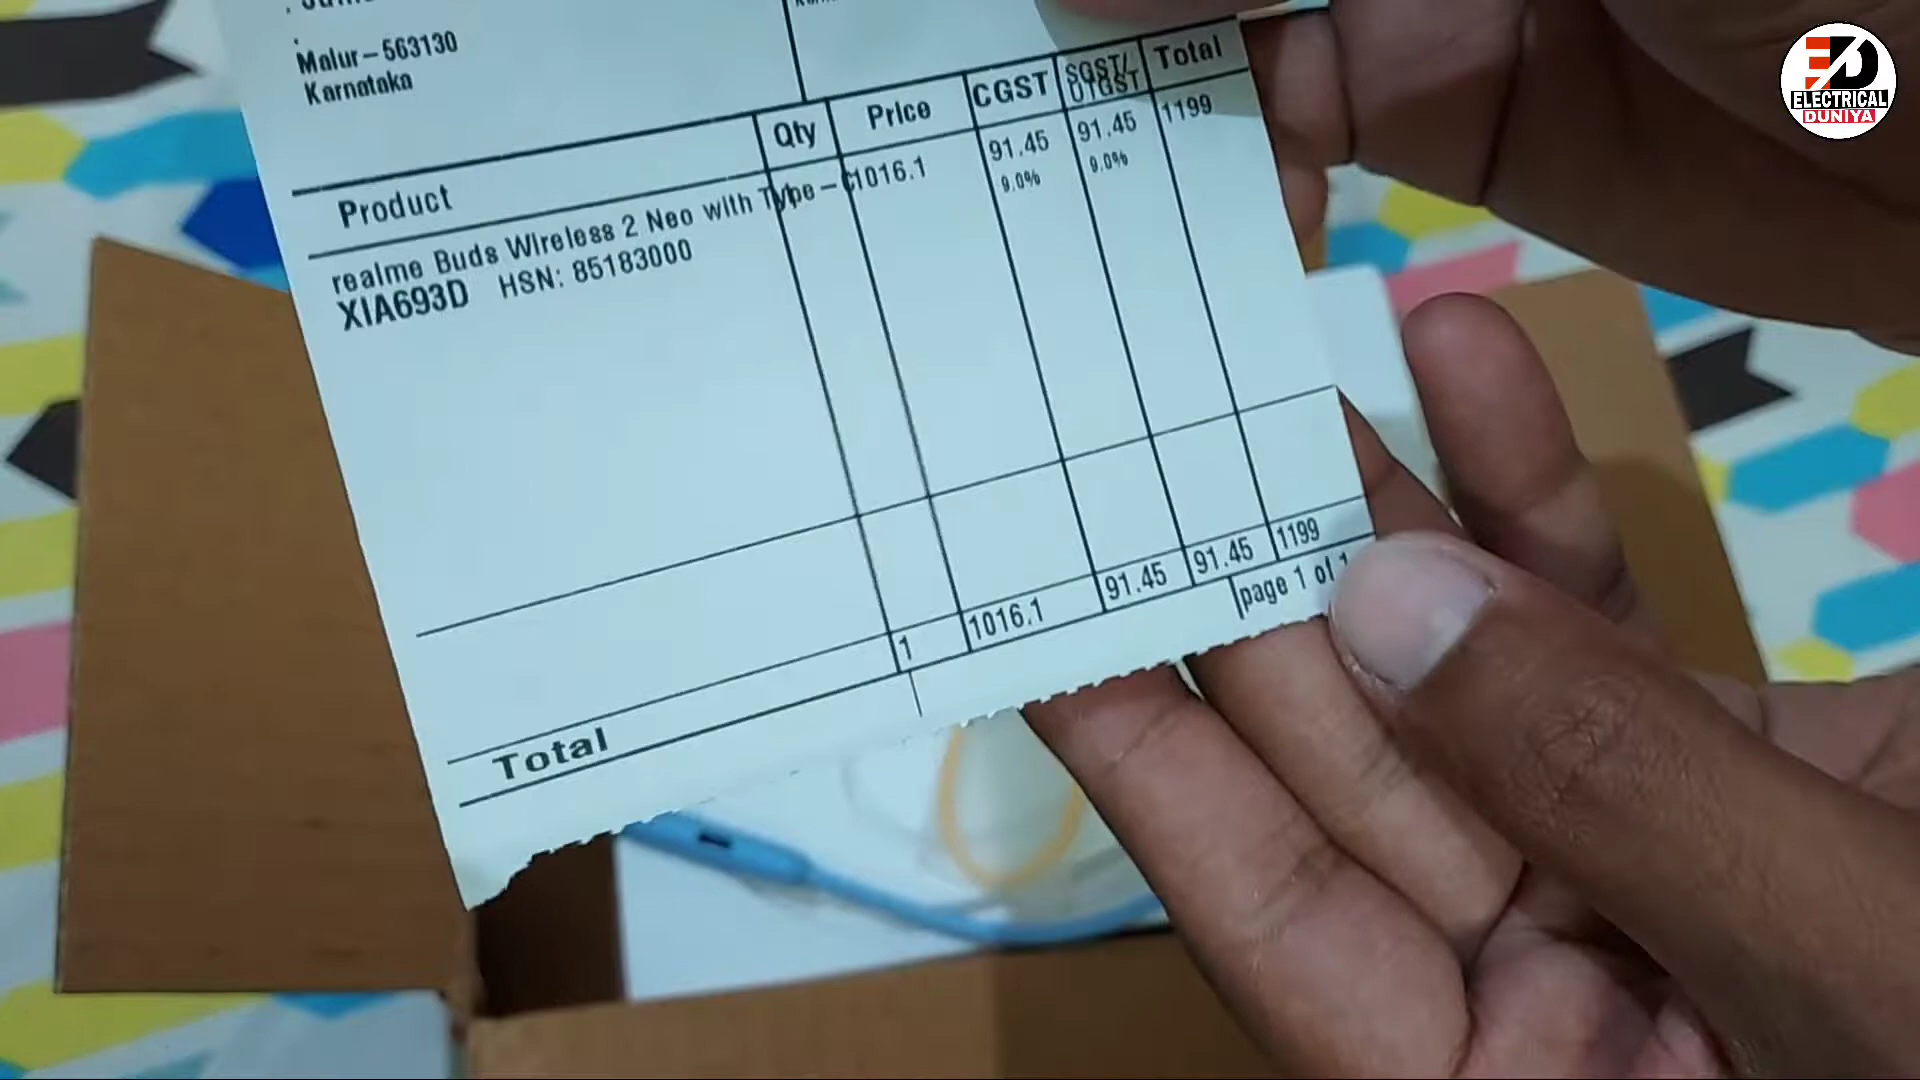 Malur-563130
Karnataka
Product Qty Price CGST SGST/ UTGST Total
realme Buds Wireless 2 Neo with Type-C 1 1016.1 91.45 91.45 1199
9.0% 9.0%
XIA693D HSN: 85183000
Total 1 1016.1 91.45 91.45 1199
page 1 of 1
ED
ELECTRICAL
DUNIYA